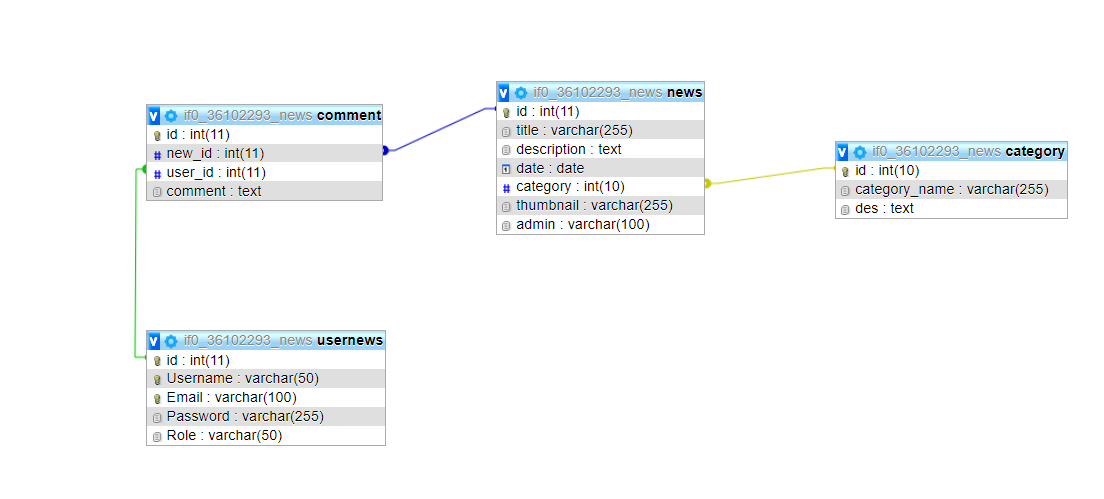 v if0_36102293_news comment
id : int(11)
# new_id : int(11)
# user_id : int(11)
comment : text
v if0_36102293_news news
id : int(11)
title : varchar(255)
description : text
date : date
# category : int(10)
thumbnail : varchar(255)
admin : varchar(100)
v if0_36102293_news category
id : int(10)
category_name : varchar(255)
des : text
v if0_36102293_news usernews
id : int(11)
Username : varchar(50)
Email : varchar(100)
Password : varchar(255)
Role : varchar(50)